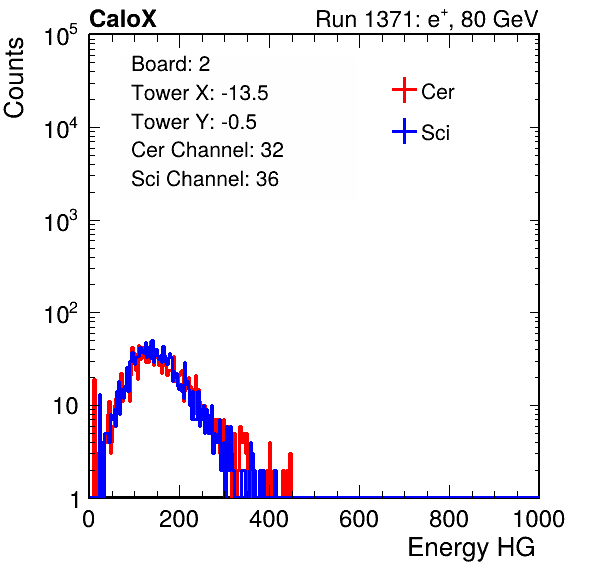 CaloX Run 1371: e⁺, 80 GeV
Counts
Board: 2
Tower X: -13.5
Tower Y: -0.5
Cer Channel: 32
Sci Channel: 36
Cer
Sci
10⁵
10⁴
10³
10²
10
1
0 200 400 600 800 1000
Energy HG